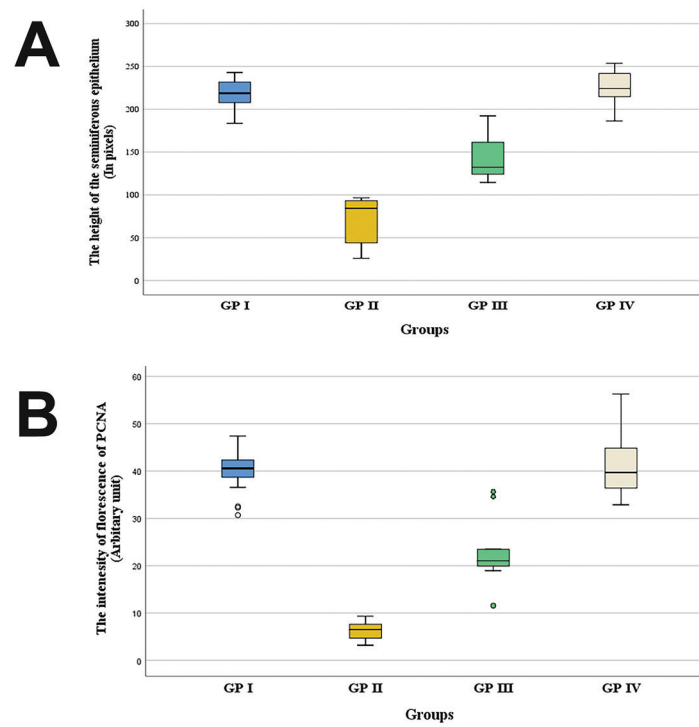 A
The height of the seminiferous epithelium
(In pixels)
300
250
200
150
100
50
0
GP I GP II GP III GP IV
Groups
B
The intenesity of florescence of PCNA
(Arbitary unit)
60
50
40
30
20
10
0
GP I GP II GP III GP IV
Groups